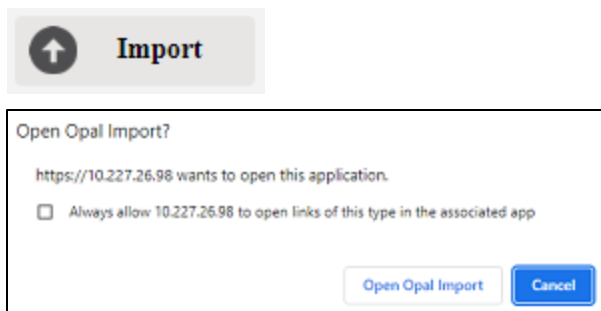 Import
Open Opal Import?
https://10.227.26.98 wants to open this application.
Always allow 10.227.26.98 to open links of this type in the associated app
Open Opal Import Cancel